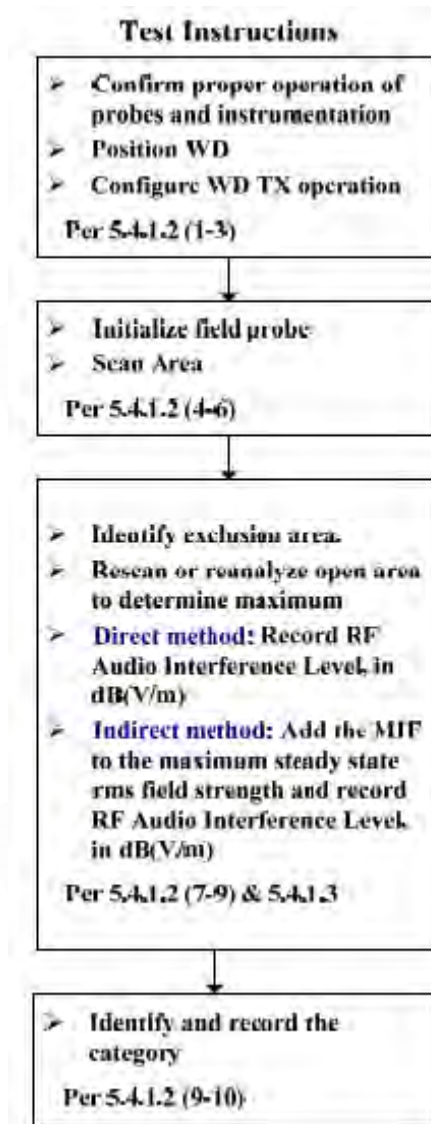 Test Instructions
➢ Confirm proper operation of
probes and instrumentation
➢ Position WD
➢ Configure WD TX operation
Per 5.4.1.2 (1-3)
➢ Initialize field probe
➢ Scan Area
Per 5.4.1.2 (4-6)
➢ Identify exclusion area.
➢ Rescan or reanalyze open area
to determine maximum
➢ Direct method: Record RF
Audio Interference Level, in
dB(V/m)
➢ Indirect method: Add the MIF
to the maximum steady state
rms field strength and record
RF Audio Interference Level,
in dB(V/m)
Per 5.4.1.2 (7-9) & 5.4.1.3
➢ Identify and record the
category
Per 5.4.1.2 (9-10)